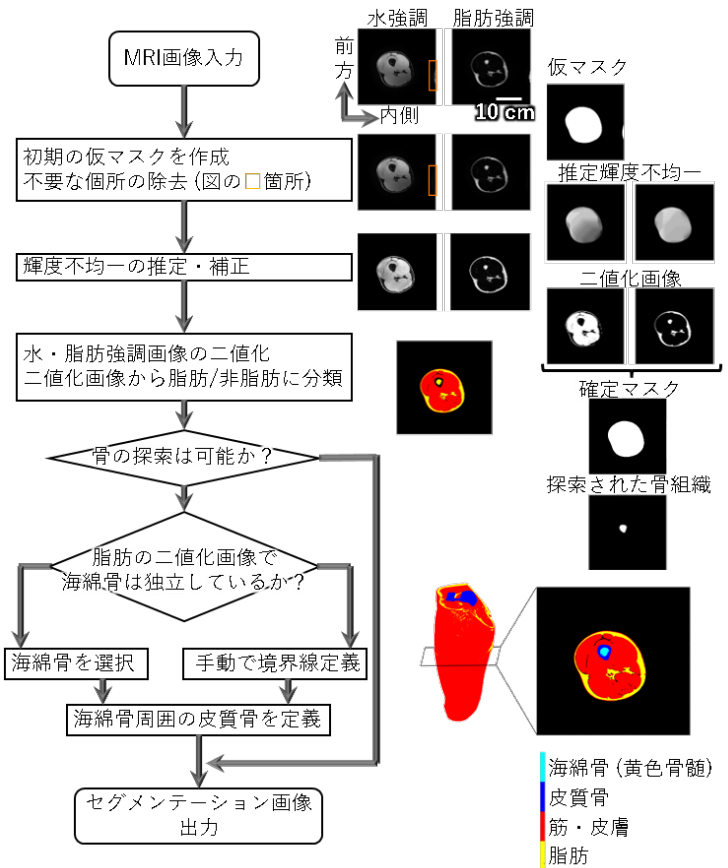 MRI画像入力
初期の仮マスクを作成
不要な個所の除去 (図の□箇所)
輝度不均一の推定・補正
水・脂肪強調画像の二値化
二値化画像から脂肪/非脂肪に分類
骨の探索は可能か？
脂肪の二値化画像で
海綿骨は独立しているか？
海綿骨を選択
手動で境界線定義
海綿骨周囲の皮質骨を定義
セグメンテーション画像
出力
水強調
脂肪強調
前方
内側
10 cm
仮マスク
推定輝度不均一
二値化画像
確定マスク
探索された骨組織
海綿骨 (黄色骨髄)
皮質骨
筋・皮膚
脂肪